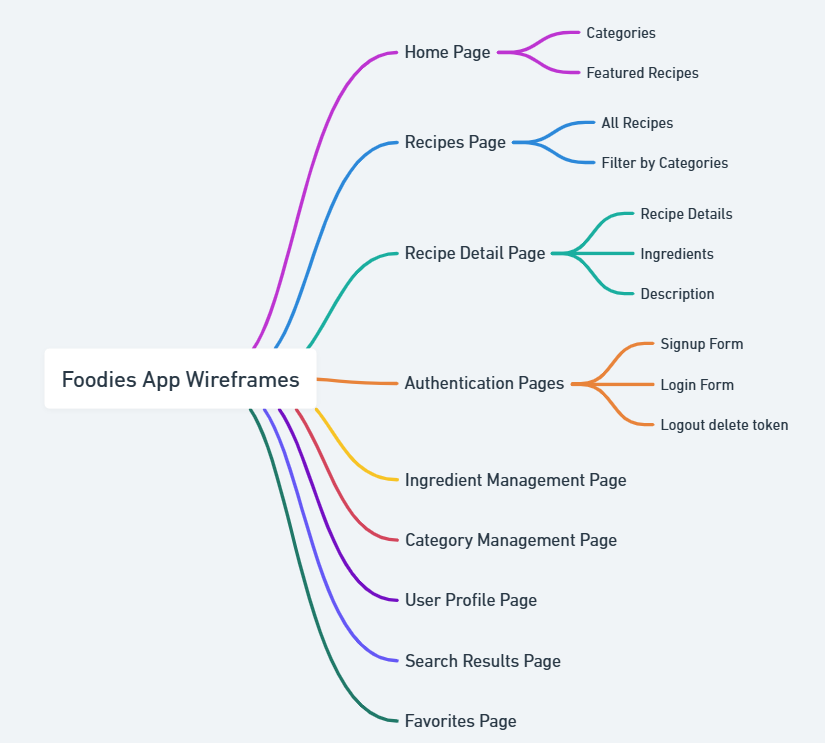 Foodies App Wireframes
Home Page
Categories
Featured Recipes
Recipes Page
All Recipes
Filter by Categories
Recipe Detail Page
Recipe Details
Ingredients
Description
Authentication Pages
Signup Form
Login Form
Logout delete token
Ingredient Management Page
Category Management Page
User Profile Page
Search Results Page
Favorites Page